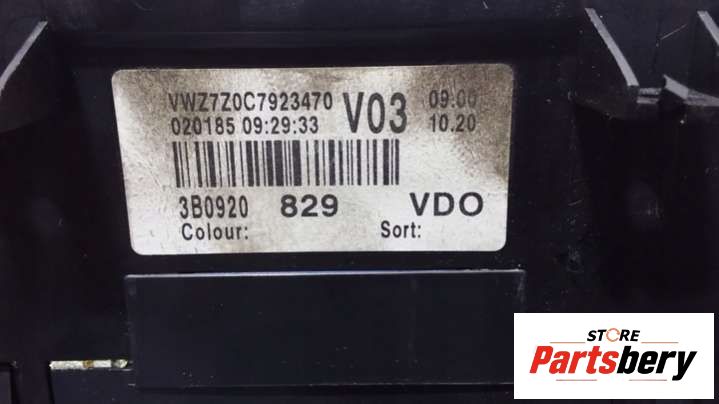 VWZ7Z0C7923470 V03 09.00
020185 09:29:33 10.20
3B0920 829 VDO
Colour: Sort:
STORE
Partsbery